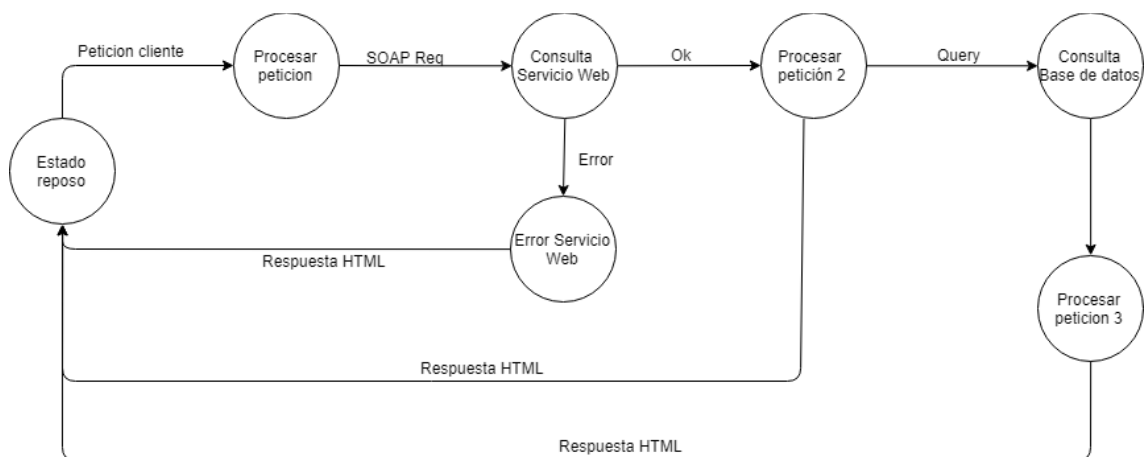 Peticion cliente
Procesar
peticion
SOAP Req
Consulta
Servicio Web
Ok
Procesar
petición 2
Query
Consulta
Base de datos
Estado
reposo
Error
Error Servicio
Web
Respuesta HTML
Procesar
peticion 3
Respuesta HTML
Respuesta HTML